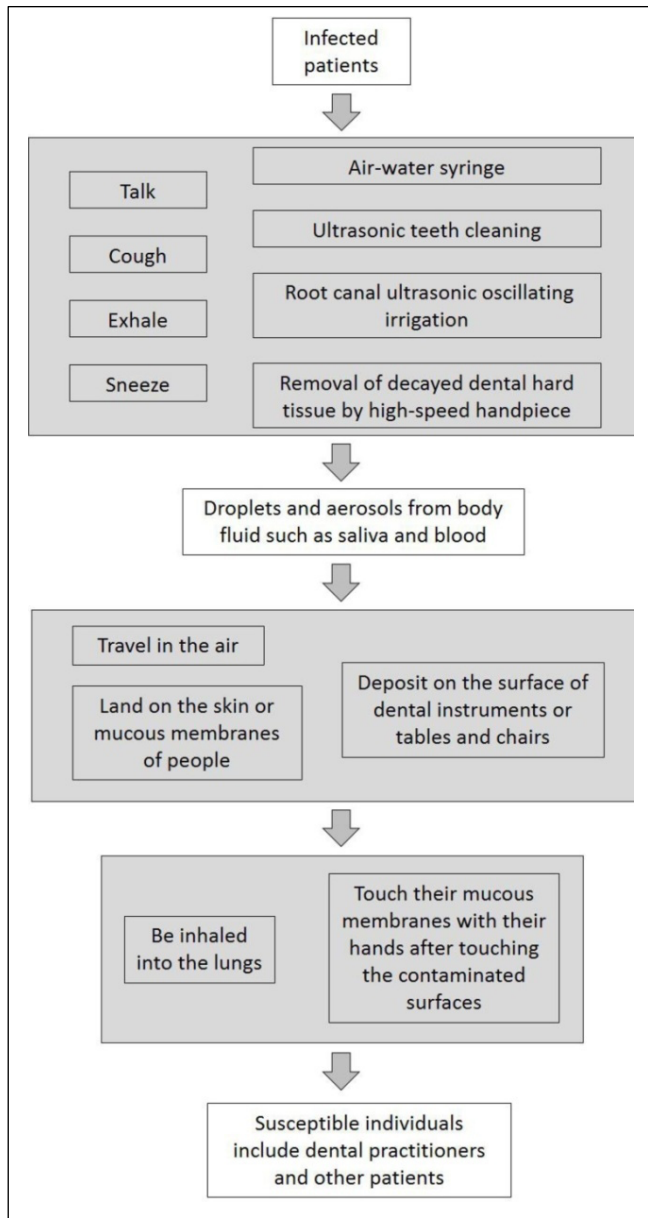 Infected
patients
Talk
Cough
Exhale
Sneeze
Air-water syringe
Ultrasonic teeth cleaning
Root canal ultrasonic oscillating
irrigation
Removal of decayed dental hard
tissue by high-speed handpiece
Droplets and aerosols from body
fluid such as saliva and blood
Travel in the air
Land on the skin or
mucous membranes
of people
Deposit on the surface of
dental instruments or
tables and chairs
Be inhaled
into the lungs
Touch their mucous
membranes with their
hands after touching
the contaminated
surfaces
Susceptible individuals
include dental practitioners
and other patients